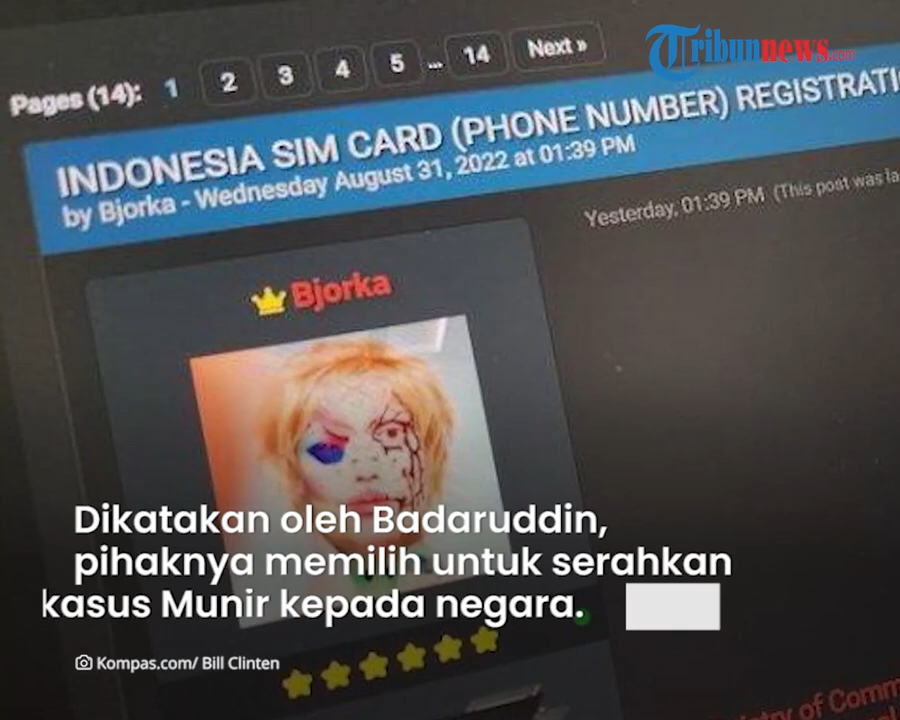 Tribunnews.com
Pages (14): 1 2 3 4 5 ... 14 Next »
INDONESIA SIM CARD (PHONE NUMBER)
by Bjorka - Wednesday August 31, 2022 at 01:39 PM
Yesterday, 01:39 PM (This post was
Bjorka
Dikatakan oleh Badaruddin,
pihaknya memilih untuk serahkan
kasus Munir kepada negara.
Kompas.com/ Bill Clinten
of